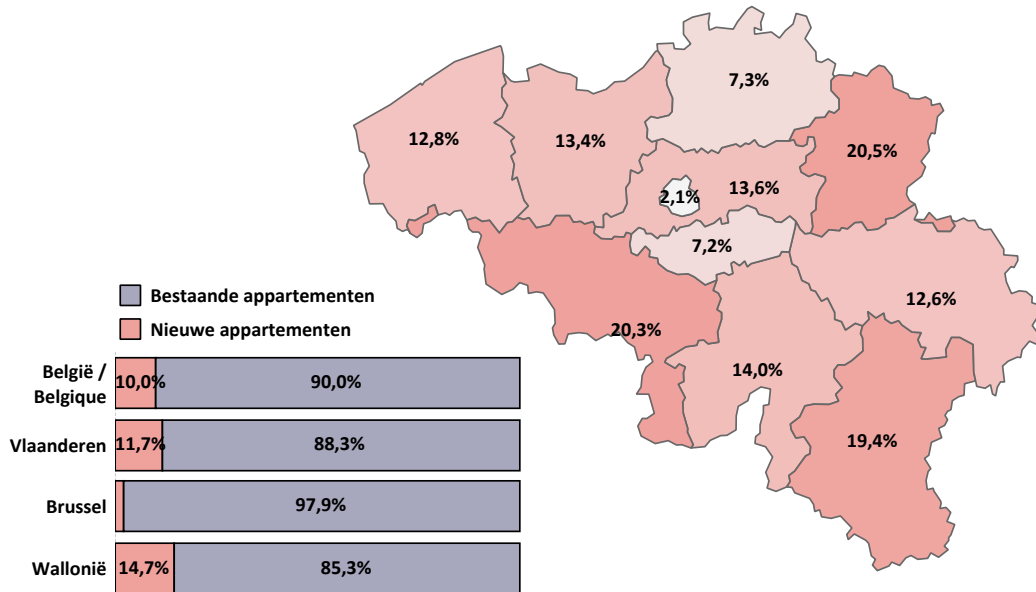 7,3%
12,8%
13,4%
20,5%
2,1%
13,6%
7,2%
12,6%
20,3%
14,0%
19,4%
Bestaande appartementen
Nieuwe appartementen
België /
Belgique
10,0%
90,0%
Vlaanderen
11,7%
88,3%
Brussel
97,9%
Wallonië
14,7%
85,3%